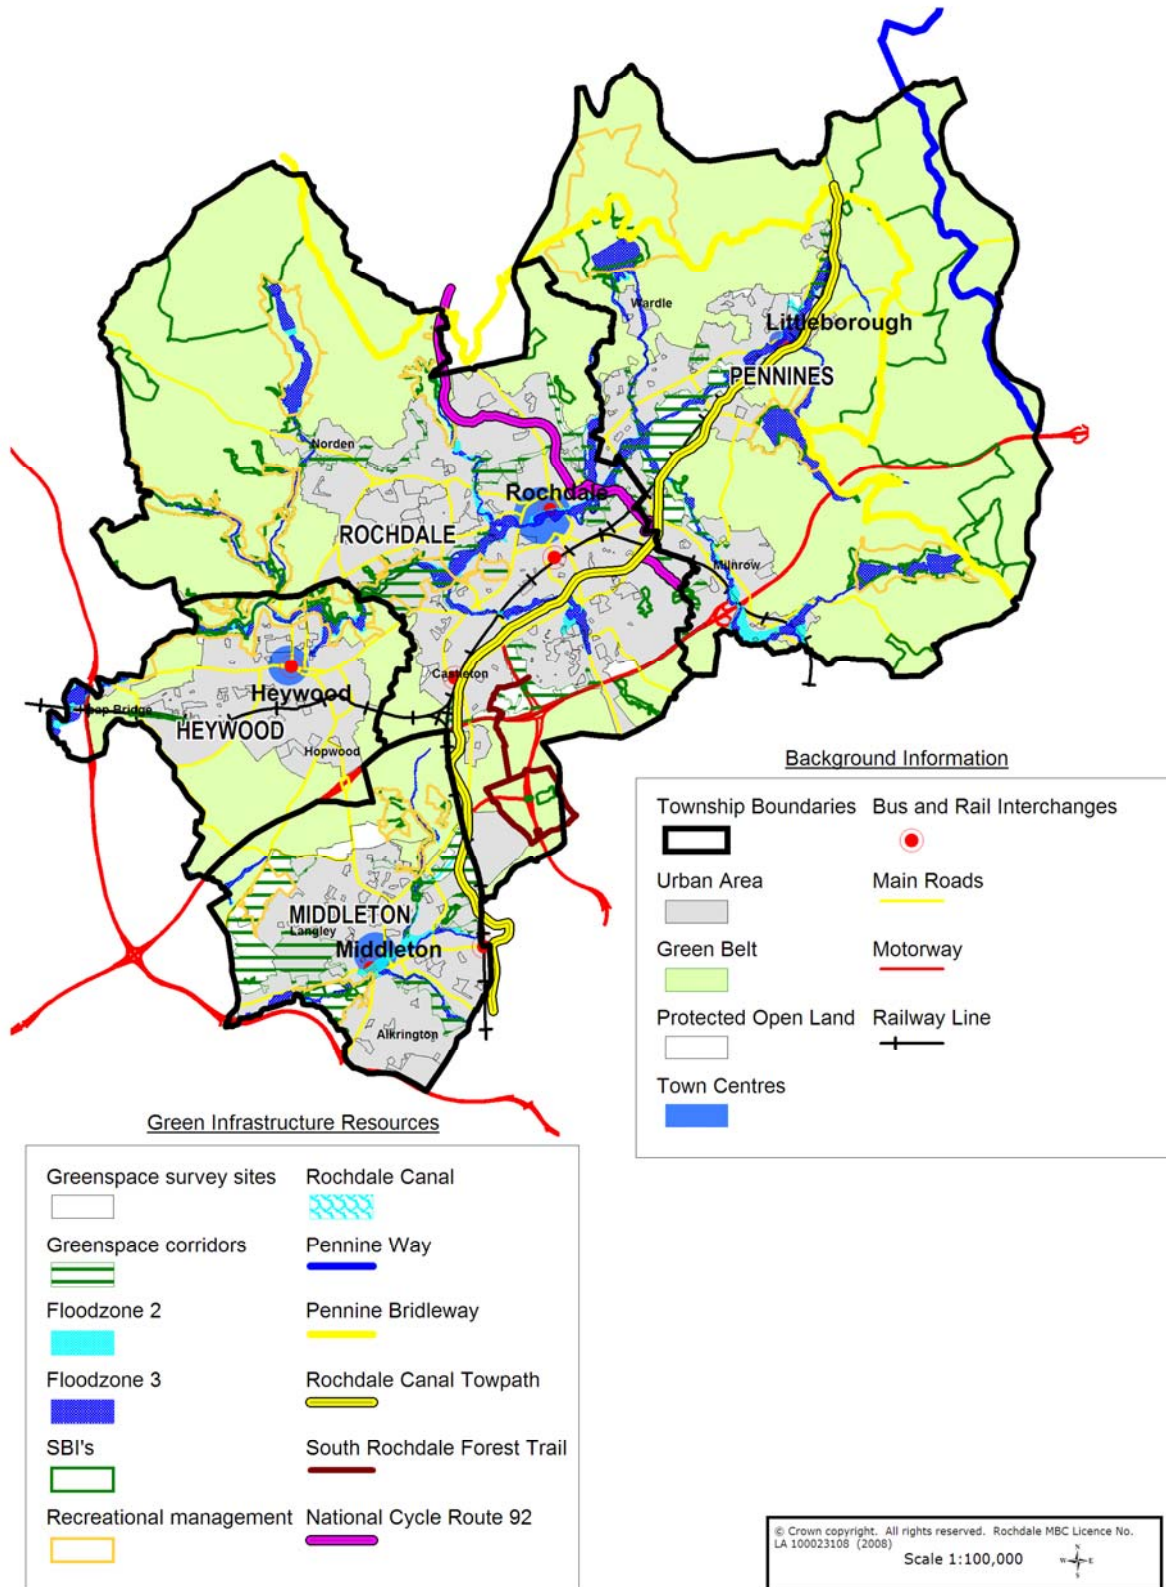 Wardle
Littleborough
PENNINES
Norden
Rochdale
ROCHDALE
Milnrow
Castleton
Heywood
Heap Bridge
HEYWOOD
Hopwood
MIDDLETON
Langley
Middleton
Alkrington
Background Information
Township Boundaries
Bus and Rail Interchanges
Urban Area
Main Roads
Green Belt
Motorway
Protected Open Land
Railway Line
Town Centres
Green Infrastructure Resources
Greenspace survey sites
Rochdale Canal
Greenspace corridors
Pennine Way
Floodzone 2
Pennine Bridleway
Floodzone 3
Rochdale Canal Towpath
SBI's
South Rochdale Forest Trail
Recreational management
National Cycle Route 92
© Crown copyright. All rights reserved. Rochdale MBC Licence No.
LA 100023108 (2008)
Scale 1:100,000
N
W E
S